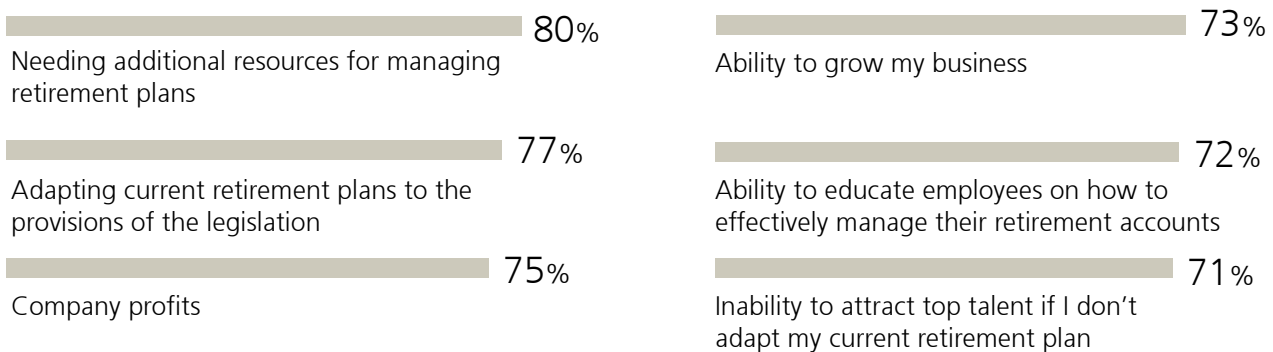 80%
Needing additional resources for managing
retirement plans
77%
Adapting current retirement plans to the
provisions of the legislation
75%
Company profits
73%
Ability to grow my business
72%
Ability to educate employees on how to
effectively manage their retirement accounts
71%
Inability to attract top talent if I don’t
adapt my current retirement plan